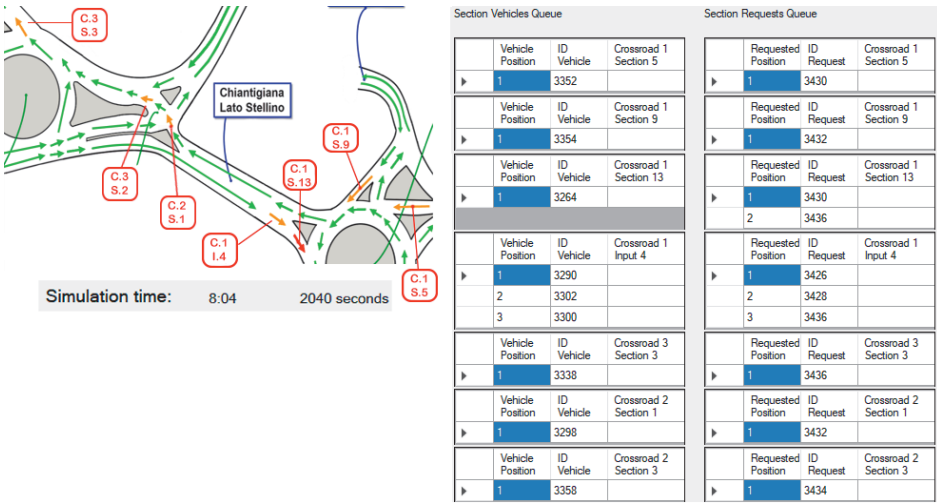 C.3
S.3
Chiantigiana
Lato Stellino
C.1
S.9
C.1
S.13
C.3
S.2
C.2
S.1
C.1
I.4
C.1
S.5
Simulation time: 8:04 2040 seconds
Section Vehicles Queue
Vehicle Position ID Vehicle Crossroad 1 Section 5
1 3352
Vehicle Position ID Vehicle Crossroad 1 Section 9
1 3354
Vehicle Position ID Vehicle Crossroad 1 Section 13
1 3264
Vehicle Position ID Vehicle Crossroad 1 Input 4
1 3290
2 3302
3 3300
Vehicle Position ID Vehicle Crossroad 3 Section 3
1 3338
Vehicle Position ID Vehicle Crossroad 2 Section 1
1 3298
Vehicle Position ID Vehicle Crossroad 2 Section 3
1 3358
Section Requests Queue
Requested Position ID Request Crossroad 1 Section 5
1 3430
Requested Position ID Request Crossroad 1 Section 9
1 3432
Requested Position ID Request Crossroad 1 Section 13
1 3430
2 3436
Requested Position ID Request Crossroad 1 Input 4
1 3426
2 3428
3 3436
Requested Position ID Request Crossroad 3 Section 3
1 3436
Requested Position ID Request Crossroad 2 Section 1
1 3432
Requested Position ID Request Crossroad 2 Section 3
1 3434